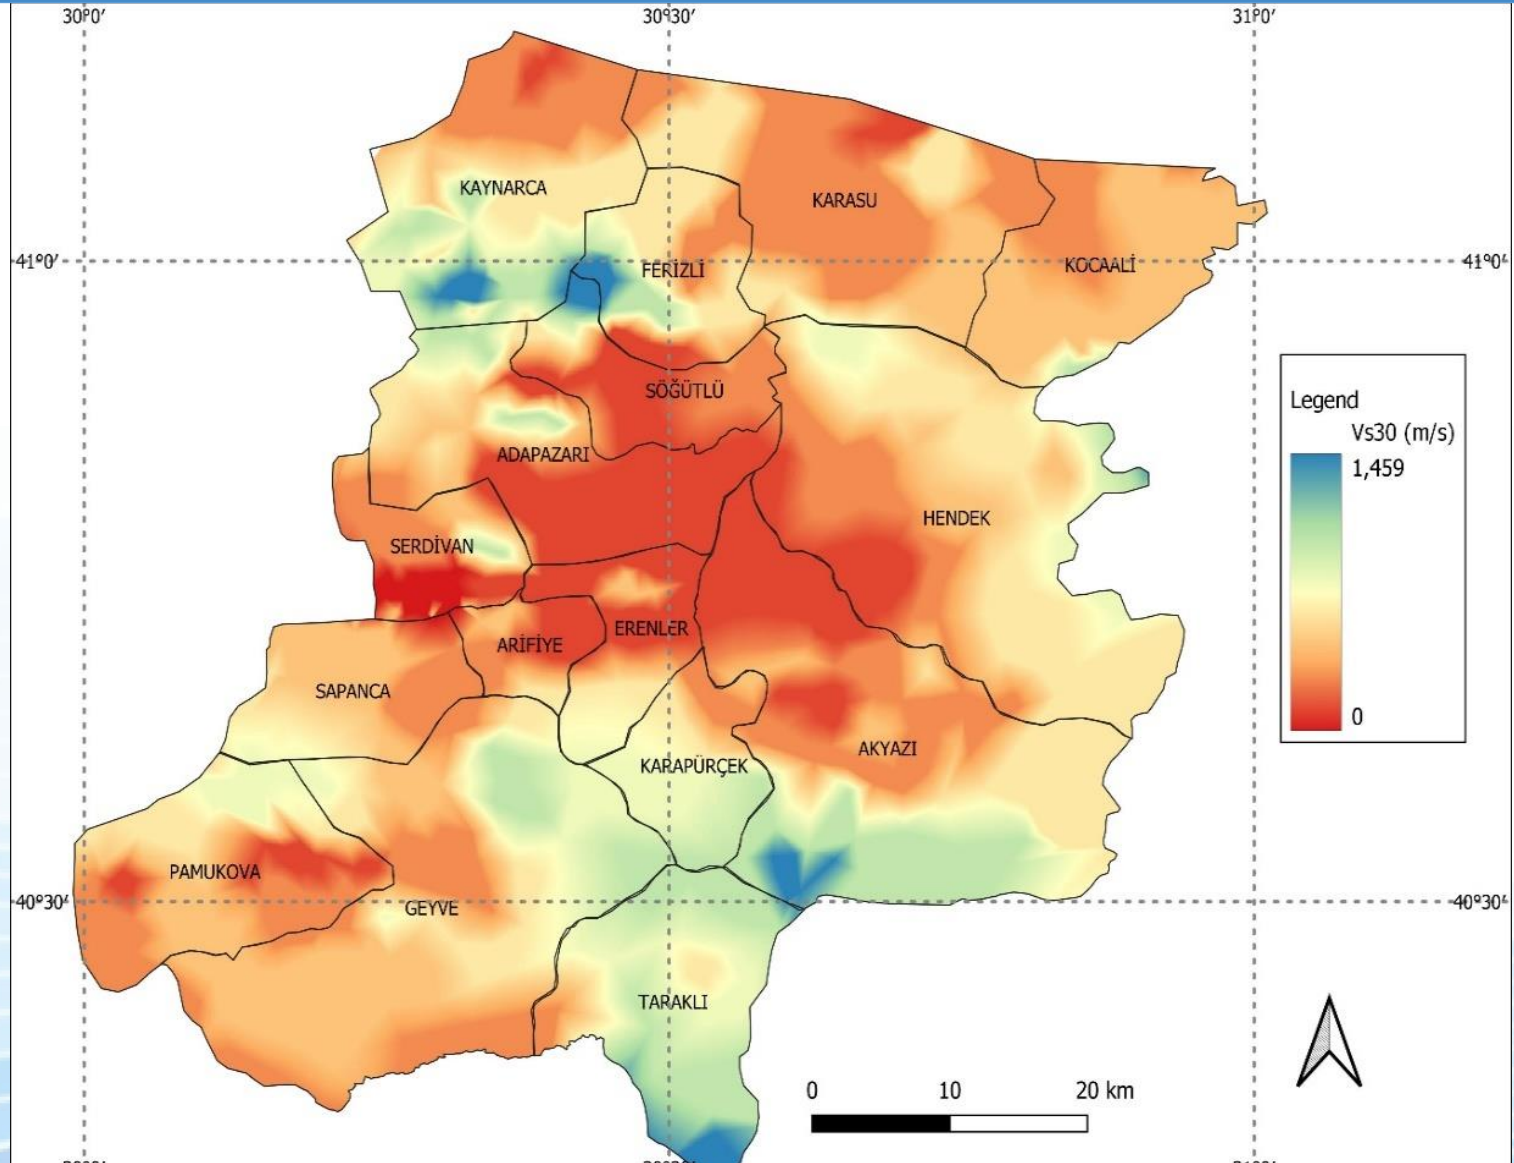 30°0' 30°30' 31°0'
KAYNARCA
KARASU
41°0' FERİZLİ KOCAALİ 41°0'
SÖĞÜTLÜ
ADAPAZARI
HENDEK
SERDİVAN
ERENLER
ARİFİYE
SAPANCA
AKYAZI
KARAPÜRÇEK
PAMUKOVA
40°30' GEYVE 40°30'
TARAKLI
Legend
Vs30 (m/s)
1,459
0
0 10 20 km